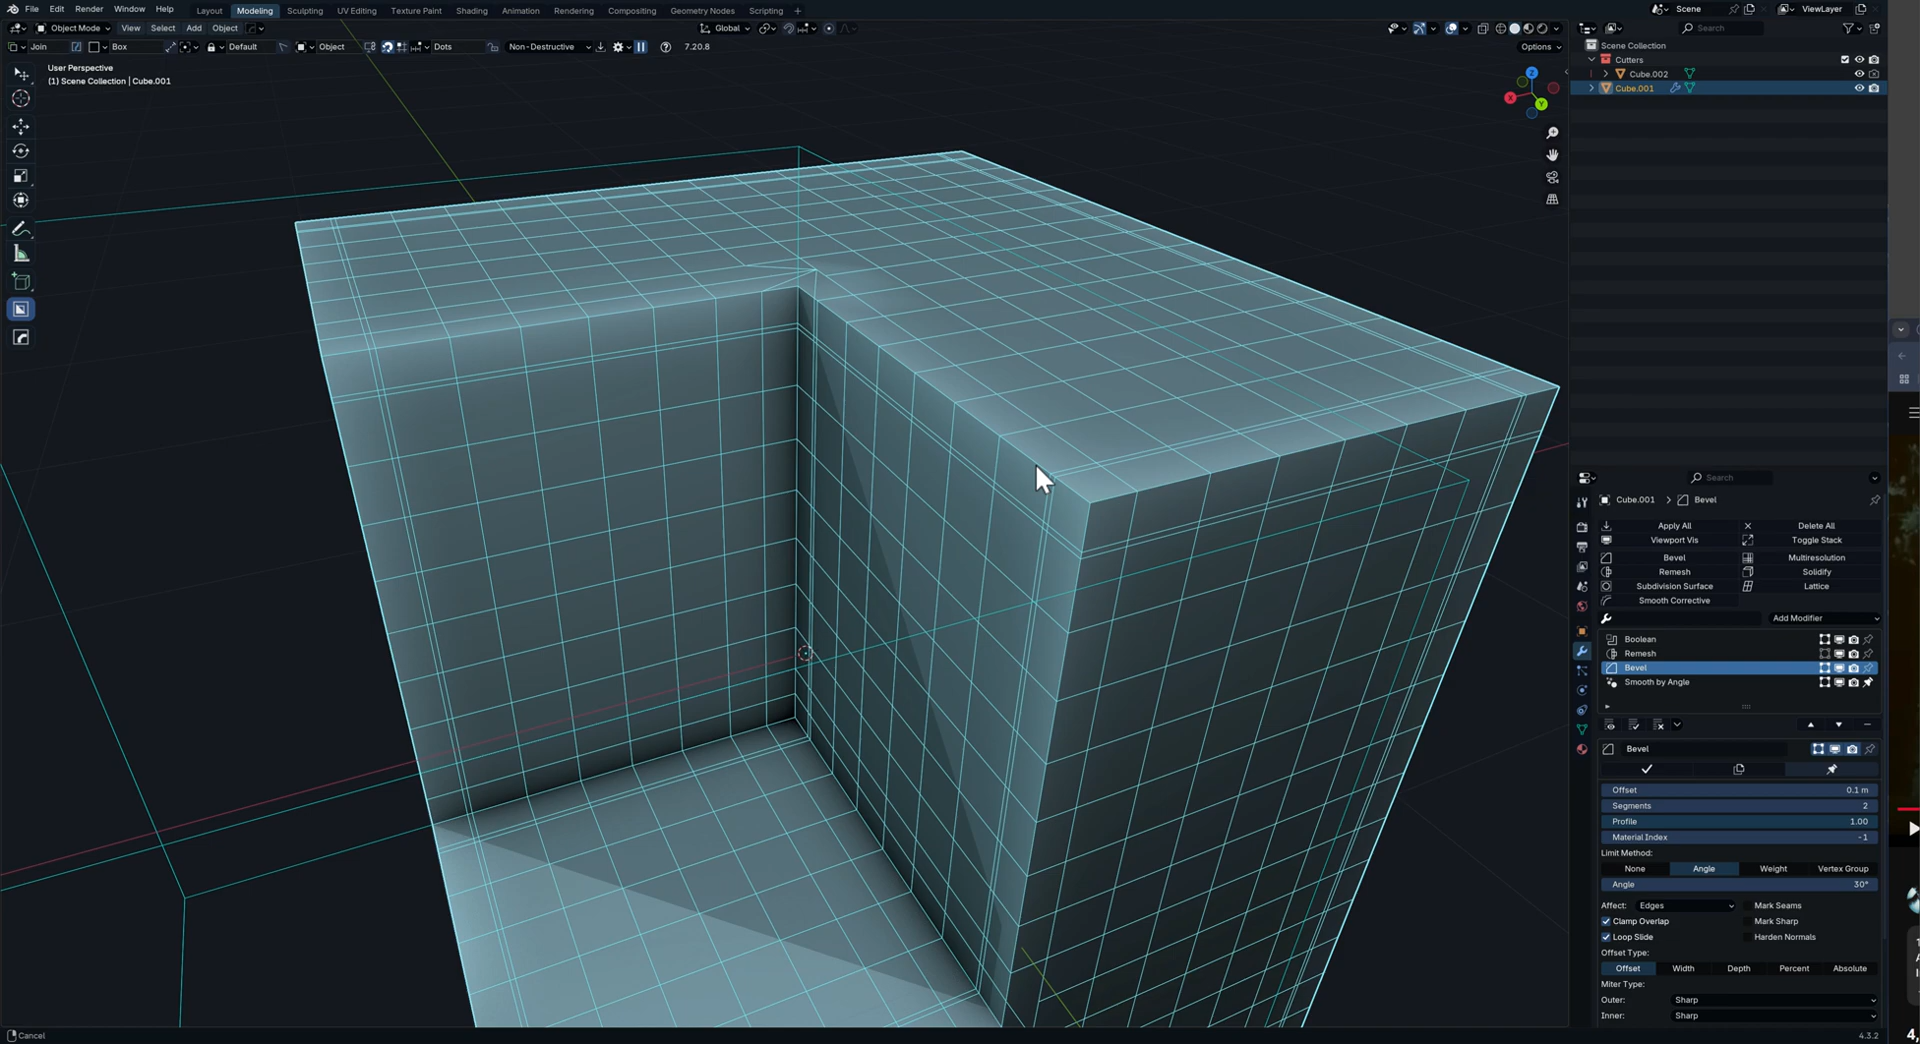 File Edit Render Window Help Layout Modeling Sculpting UV Editing Texture Paint Shading Animation Rendering Compositing Geometry Nodes Scripting + Scene ViewLayer
Object Mode View Select Add Object Global Search
Join Box Default Object Dots Non-Destructive 7.20.8 Options
User Perspective
(1) Scene Collection | Cube.001
Z
X
Y
Scene Collection
Cutters
Cube.002
Cube.001
Search
Cube.001 > Bevel
Apply All Delete All
Viewport Vis Toggle Stack
Bevel Multiresolution
Remesh Solidify
Subdivision Surface Lattice
Smooth Corrective
Add Modifier
Boolean
Remesh
Bevel
Smooth by Angle
Bevel
Offset 0.1 m
Segments 2
Profile 1.00
Material Index -1
Limit Method:
None Angle Weight Vertex Group
Angle 30°
Affect: Edges Mark Seams
Clamp Overlap Mark Sharp
Loop Slide Harden Normals
Offset Type:
Offset Width Depth Percent Absolute
Miter Type:
Outer: Sharp
Inner: Sharp
Cancel 4.3.2